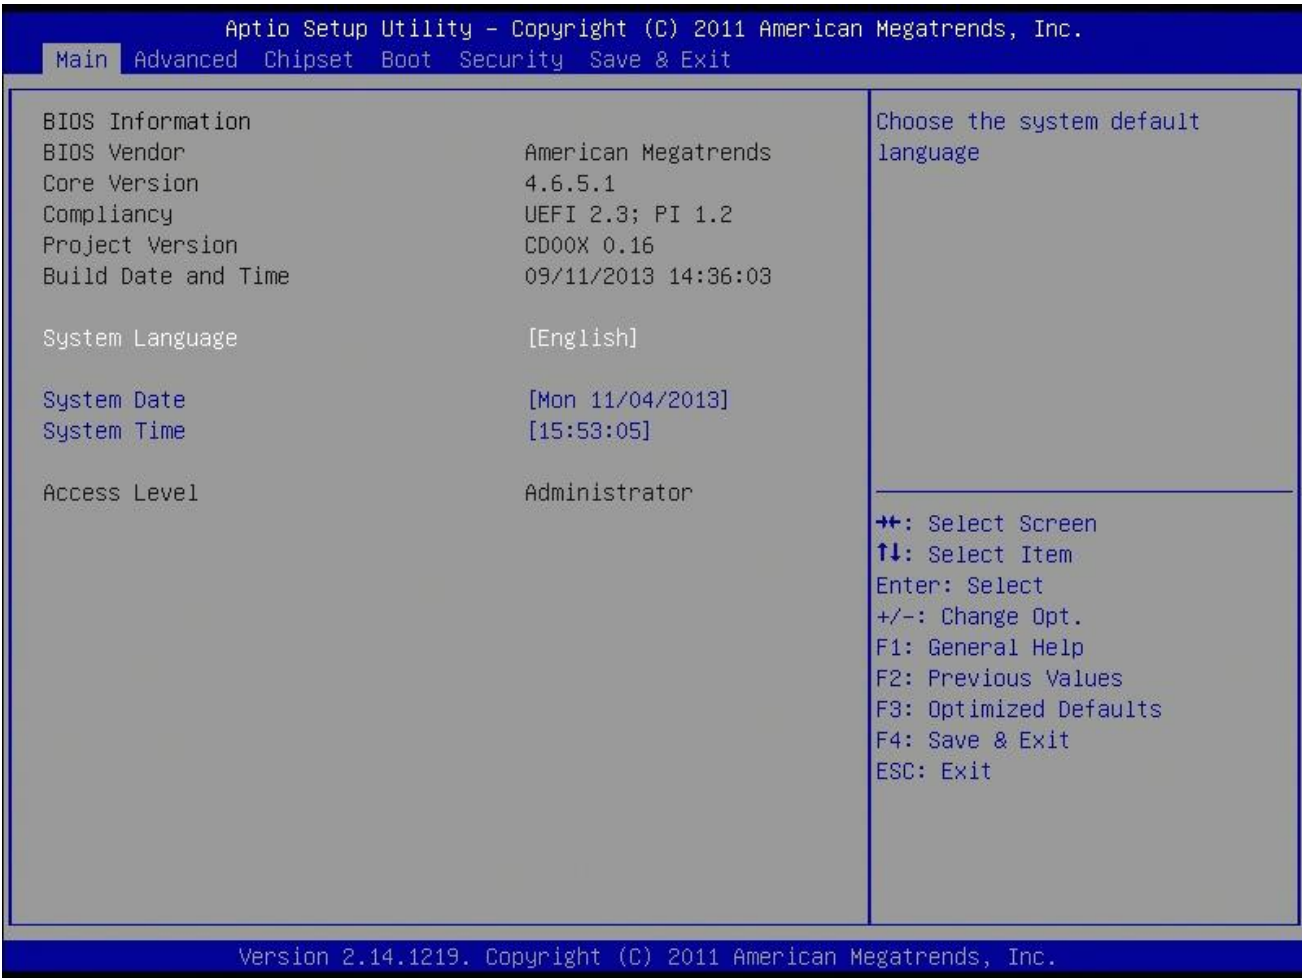 Aptio Setup Utility – Copyright (C) 2011 American Megatrends, Inc.
Main Advanced Chipset Boot Security Save & Exit
BIOS Information
BIOS Vendor American Megatrends
Core Version 4.6.5.1
Compliancy UEFI 2.3; PI 1.2
Project Version CD00X 0.16
Build Date and Time 09/11/2013 14:36:03
System Language [English]
System Date [Mon 11/04/2013]
System Time [15:53:05]
Access Level Administrator
Choose the system default
language
→←: Select Screen
↑↓: Select Item
Enter: Select
+/-: Change Opt.
F1: General Help
F2: Previous Values
F3: Optimized Defaults
F4: Save & Exit
ESC: Exit
Version 2.14.1219. Copyright (C) 2011 American Megatrends, Inc.